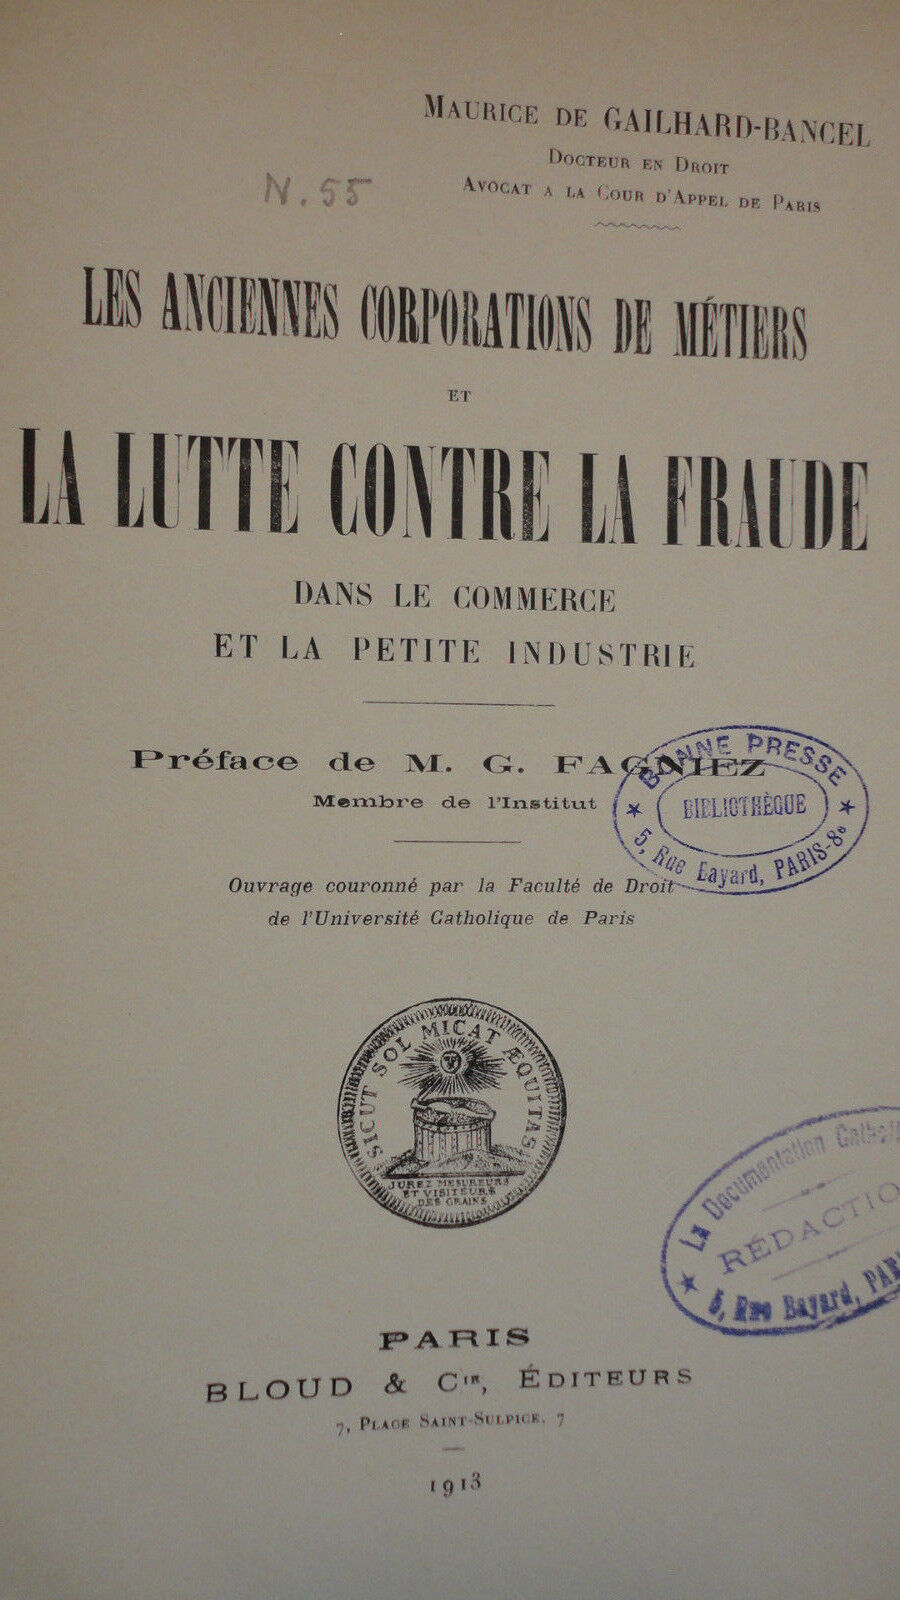 MAURICE DE GAILHARD-BANCEL
DOCTEUR EN DROIT
AVOCAT A LA COUR D'APPEL DE PARIS
N. 55
LES ANCIENNES CORPORATIONS DE MÉTIERS
ET
LA LUTTE CONTRE LA FRAUDE
DANS LE COMMERCE
ET LA PETITE INDUSTRIE
Préface de M. G. FAGNIEZ
Membre de l'Institut
BONNE PRESSE
BIBLIOTHÈQUE
5, Rue Bayard, PARIS-8e
Ouvrage couronné par la Faculté de Droit
de l'Université Catholique de Paris
SICUT SOL MICAT ÆQUITAS
JUREZ MESUREURS
ET VISITEURS
DES GRAINS
La Documentation Catholi
RÉDACTIO
5, Rue Bayard, PARI
PARIS
BLOUD & Cie, ÉDITEURS
7, PLACE SAINT-SULPICE, 7
1913